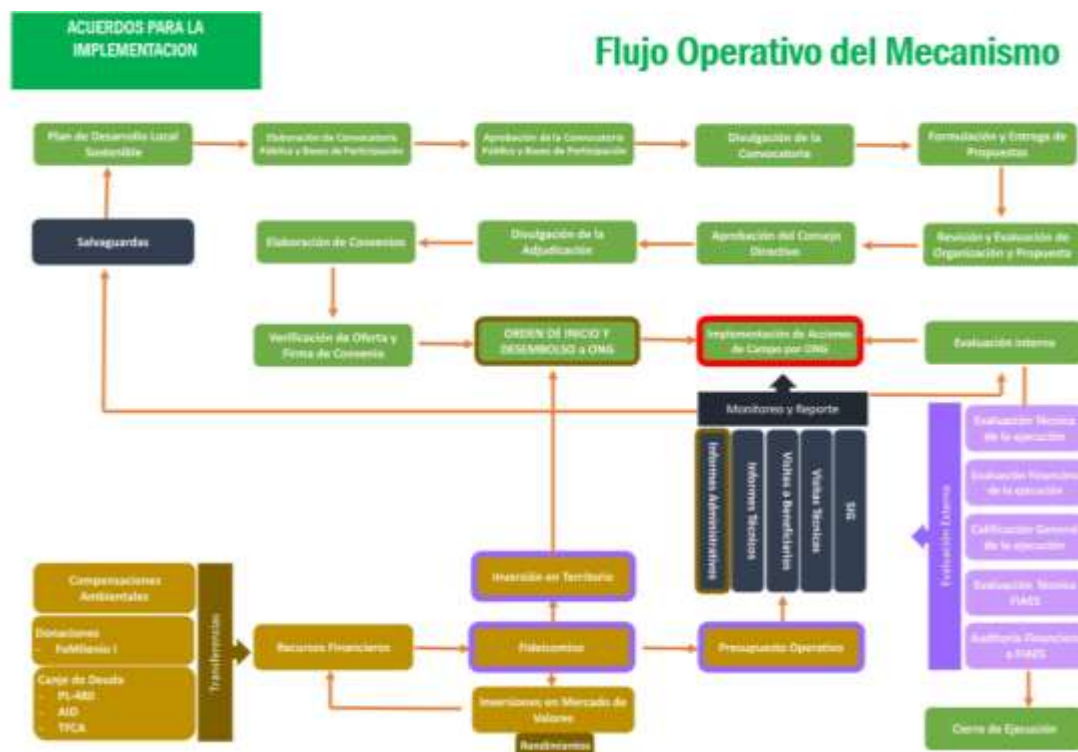 ACUERDOS PARA LA
IMPLEMENTACION
Flujo Operativo del Mecanismo
Plan de Desarrollo Local
Sostenible
Elaboración de Convocatoria
Pública y Bases de Participación
Aprobación de la Convocatoria
Pública y Bases de Participación
Divulgación de la
Convocatoria
Formulación y Entrega de
Propuestas
Salvaguardas
Elaboración de Convenios
Divulgación de la
Adjudicación
Aprobación del Consejo
Directivo
Revisión y Evaluación de
Organización y Propuesta
Verificación de Oferta y
Firma de Convenio
ORDEN DE INICIO Y
DESEMBOLSO a ONG
Implementación de Acciones
de Campo por ONG
Evaluación Interna
Monitoreo y Reporte
Informes Administrativos
Informes Técnicos
Visitas a Beneficiarios
Visitas Técnicas
SIG
Evaluación Externa
Evaluación Técnica
de la ejecución
Evaluación Financiera
de la ejecución
Calificación General
de la ejecución
Evaluación Técnica
FIAES
Auditoría Financiera
a FIAES
Cierre de Ejecución
Compensaciones
Ambientales
Donaciones
- FoMilenio I
Canje de Deuda
- PL-480
- AID
- TFCA
Transferencias
Recursos Financieros
Inversión en Territorio
Fideicomiso
Presupuesto Operativo
Inversiones en Mercado de
Valores
Rendimientos